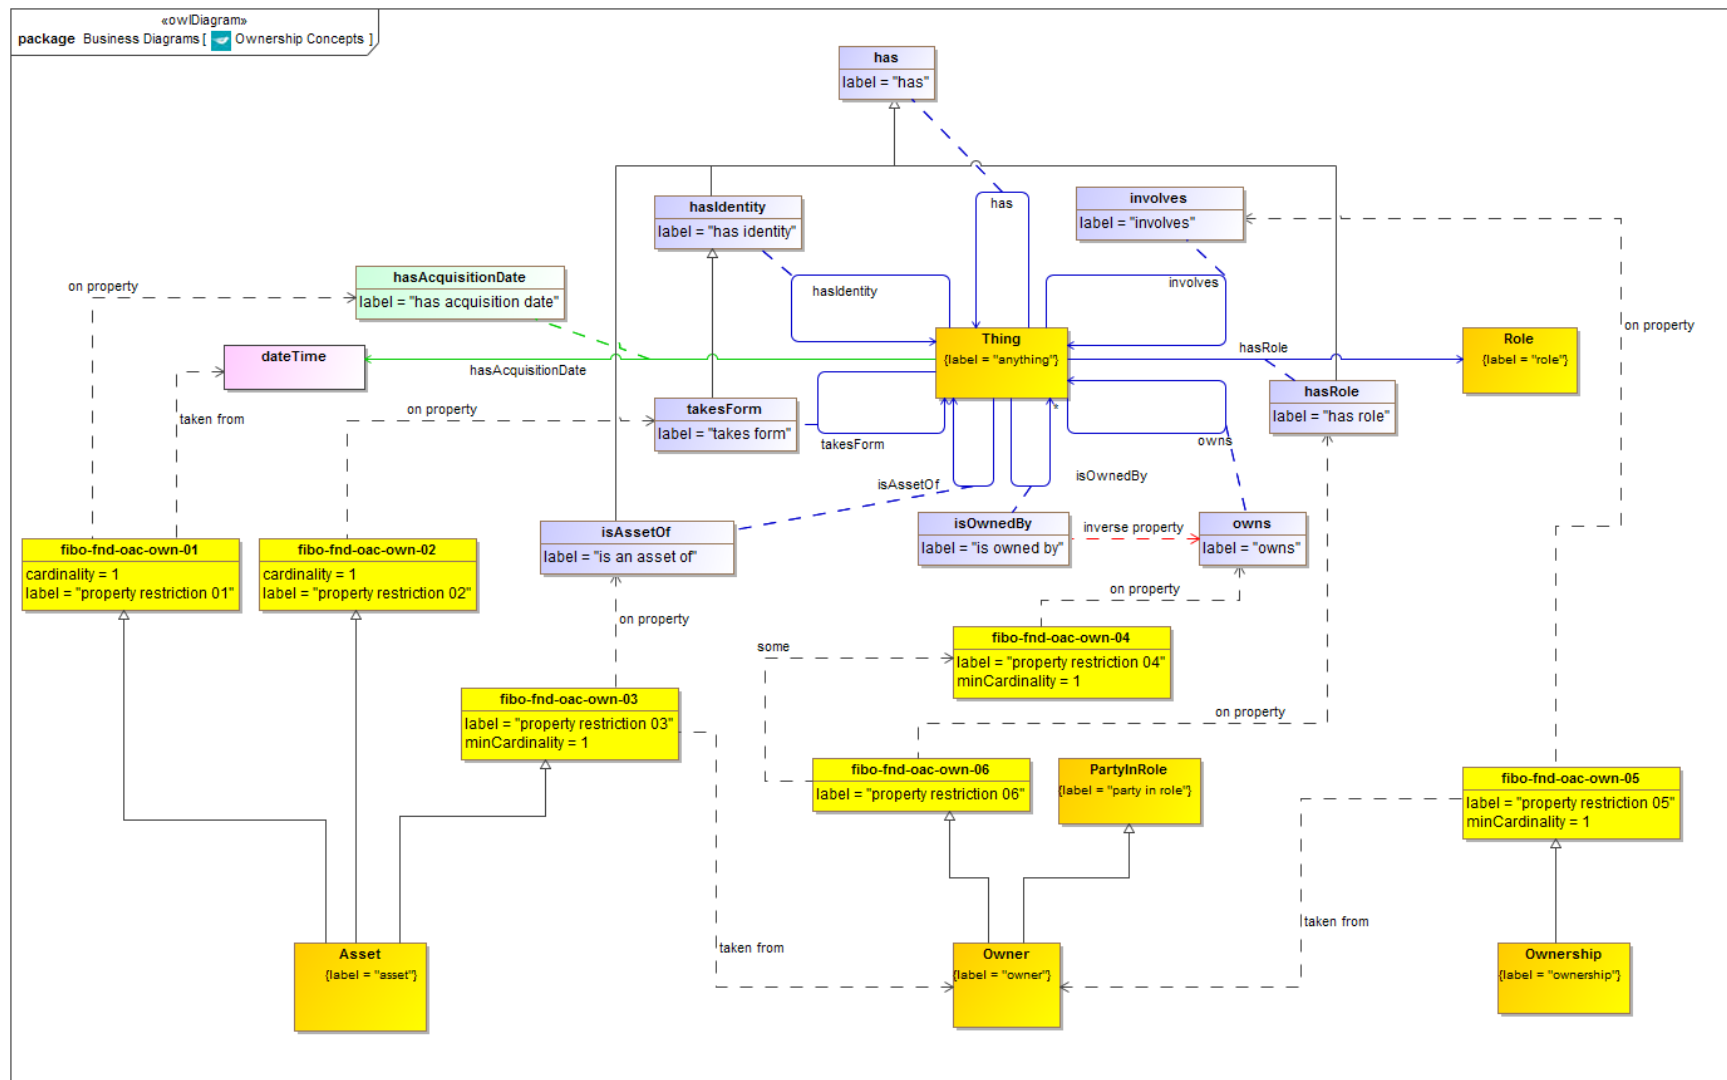 «owlDiagram»
package Business Diagrams [ Ownership Concepts ]
has
label = "has"
hasIdentity
label = "has identity"
has
involves
label = "involves"
hasAcquisitionDate
label = "has acquisition date"
on property
hasIdentity
involves
on property
dateTime
Thing
{label = "anything"}
hasRole
Role
{label = "role"}
hasAcquisitionDate
hasRole
label = "has role"
taken from
on property
takesForm
label = "takes form"
takesForm
*
owns
isAssetOf
isOwnedBy
isAssetOf
label = "is an asset of"
isOwnedBy
label = "is owned by"
inverse property
owns
label = "owns"
fibo-fnd-oac-own-01
cardinality = 1
label = "property restriction 01"
fibo-fnd-oac-own-02
cardinality = 1
label = "property restriction 02"
on property
on property
some
fibo-fnd-oac-own-04
label = "property restriction 04"
minCardinality = 1
fibo-fnd-oac-own-03
label = "property restriction 03"
minCardinality = 1
on property
fibo-fnd-oac-own-06
label = "property restriction 06"
PartyInRole
{label = "party in role"}
fibo-fnd-oac-own-05
label = "property restriction 05"
minCardinality = 1
taken from
taken from
Asset
{label = "asset"}
Owner
{label = "owner"}
Ownership
{label = "ownership"}